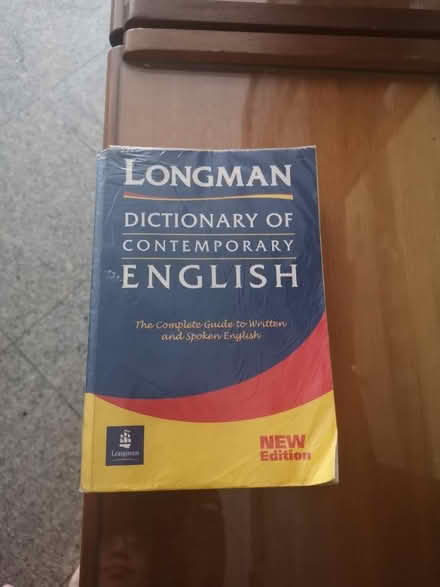 LONGMAN
DICTIONARY OF
CONTEMPORARY
ENGLISH
The Complete Guide to Written
and Spoken English
Longman
NEW
Edition